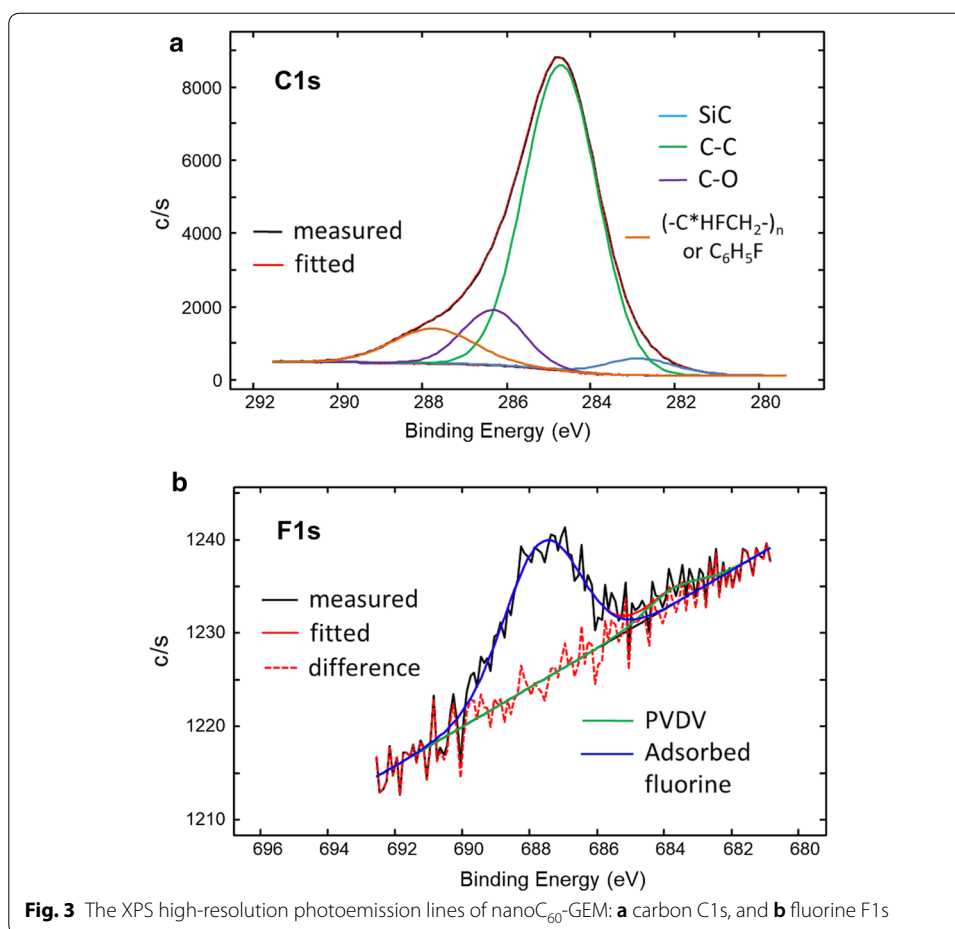 a
C1s
8000
6000
4000
2000
0
c/s
SiC
C-C
C-O
(-C*HFCH₂-)ₙ
or C₆H₅F
measured
fitted
292 290 288 286 284 282 280
Binding Energy (eV)
b
F1s
1240
1230
1220
1210
c/s
measured
fitted
difference
PVDV
Adsorbed
fluorine
696 694 692 690 688 686 684 682 680
Binding Energy (eV)
Fig. 3 The XPS high-resolution photoemission lines of nanoC₆₀-GEM: a carbon C1s, and b fluorine F1s